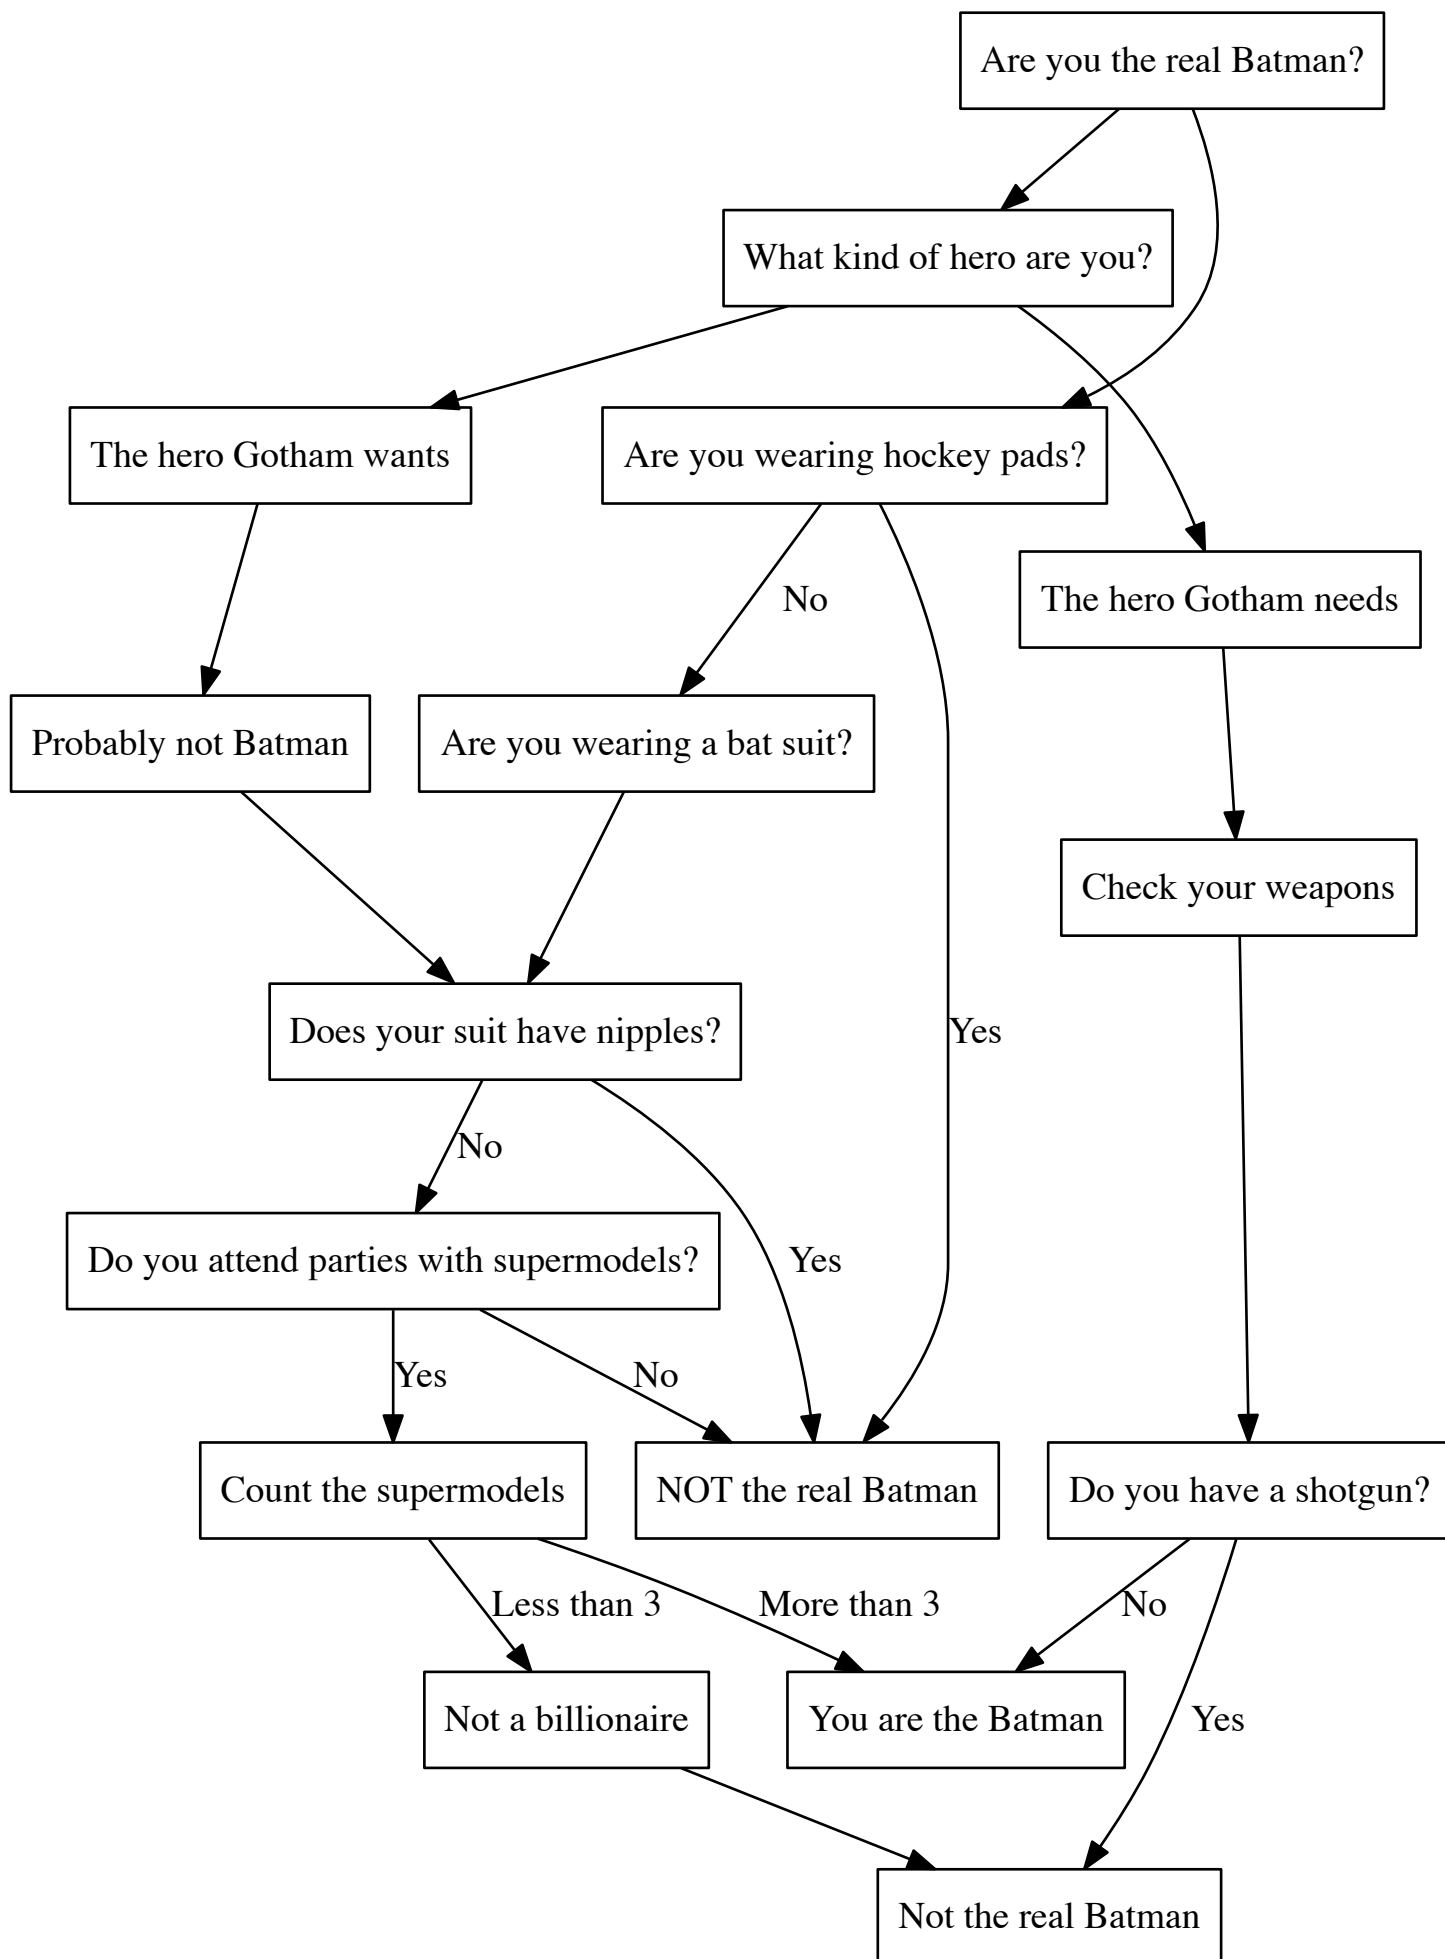 Are you the real Batman?
What kind of hero are you?
The hero Gotham wants
Are you wearing hockey pads?
No
The hero Gotham needs
Probably not Batman
Are you wearing a bat suit?
Check your weapons
Does your suit have nipples?
Yes
No
Do you attend parties with supermodels?
Yes
Yes
No
Count the supermodels
NOT the real Batman
Do you have a shotgun?
Less than 3
More than 3
No
Not a billionaire
You are the Batman
Yes
Not the real Batman